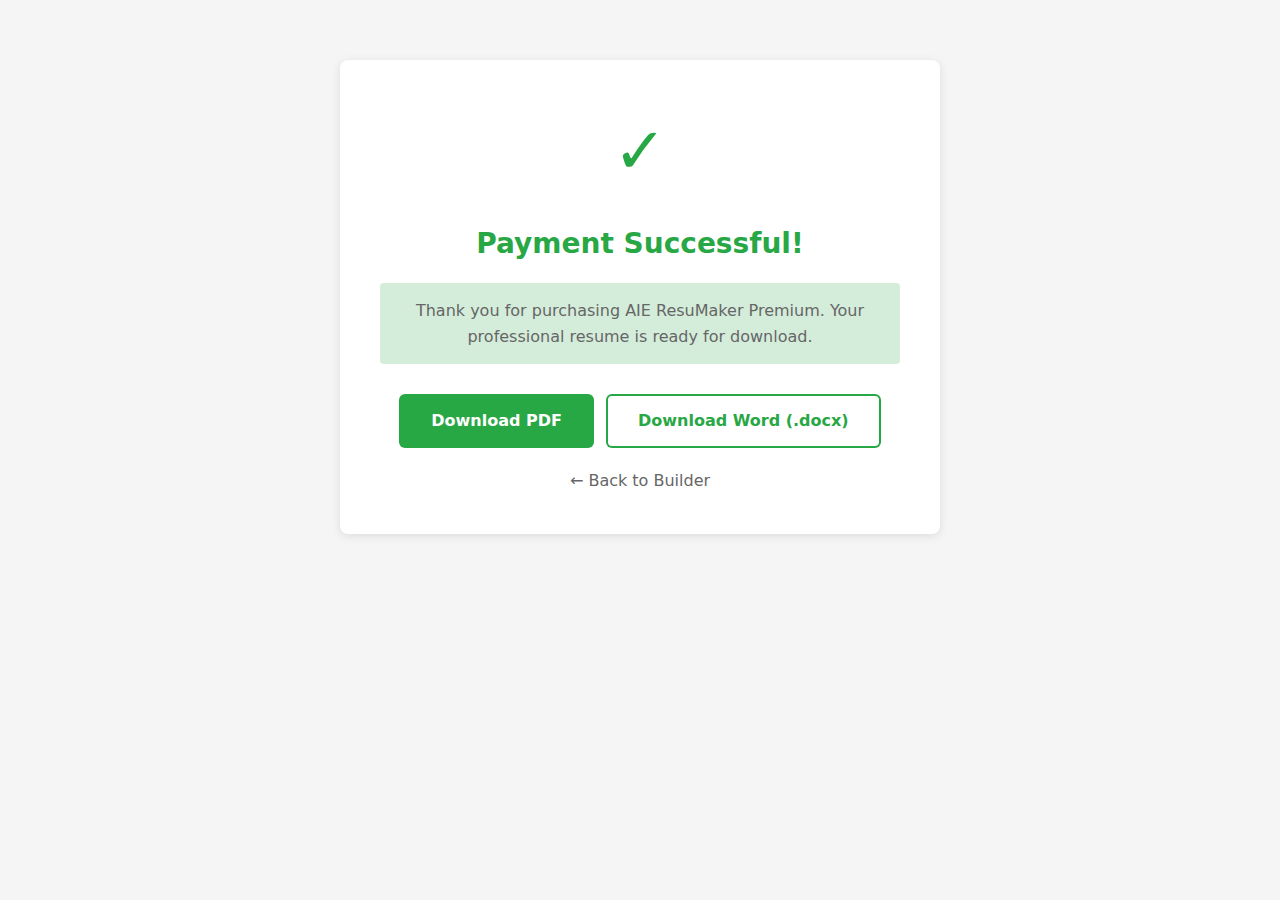 ✓
Payment Successful!
Thank you for purchasing AIE ResuMaker Premium. Your
professional resume is ready for download.
Download PDF
Download Word (.docx)
← Back to Builder